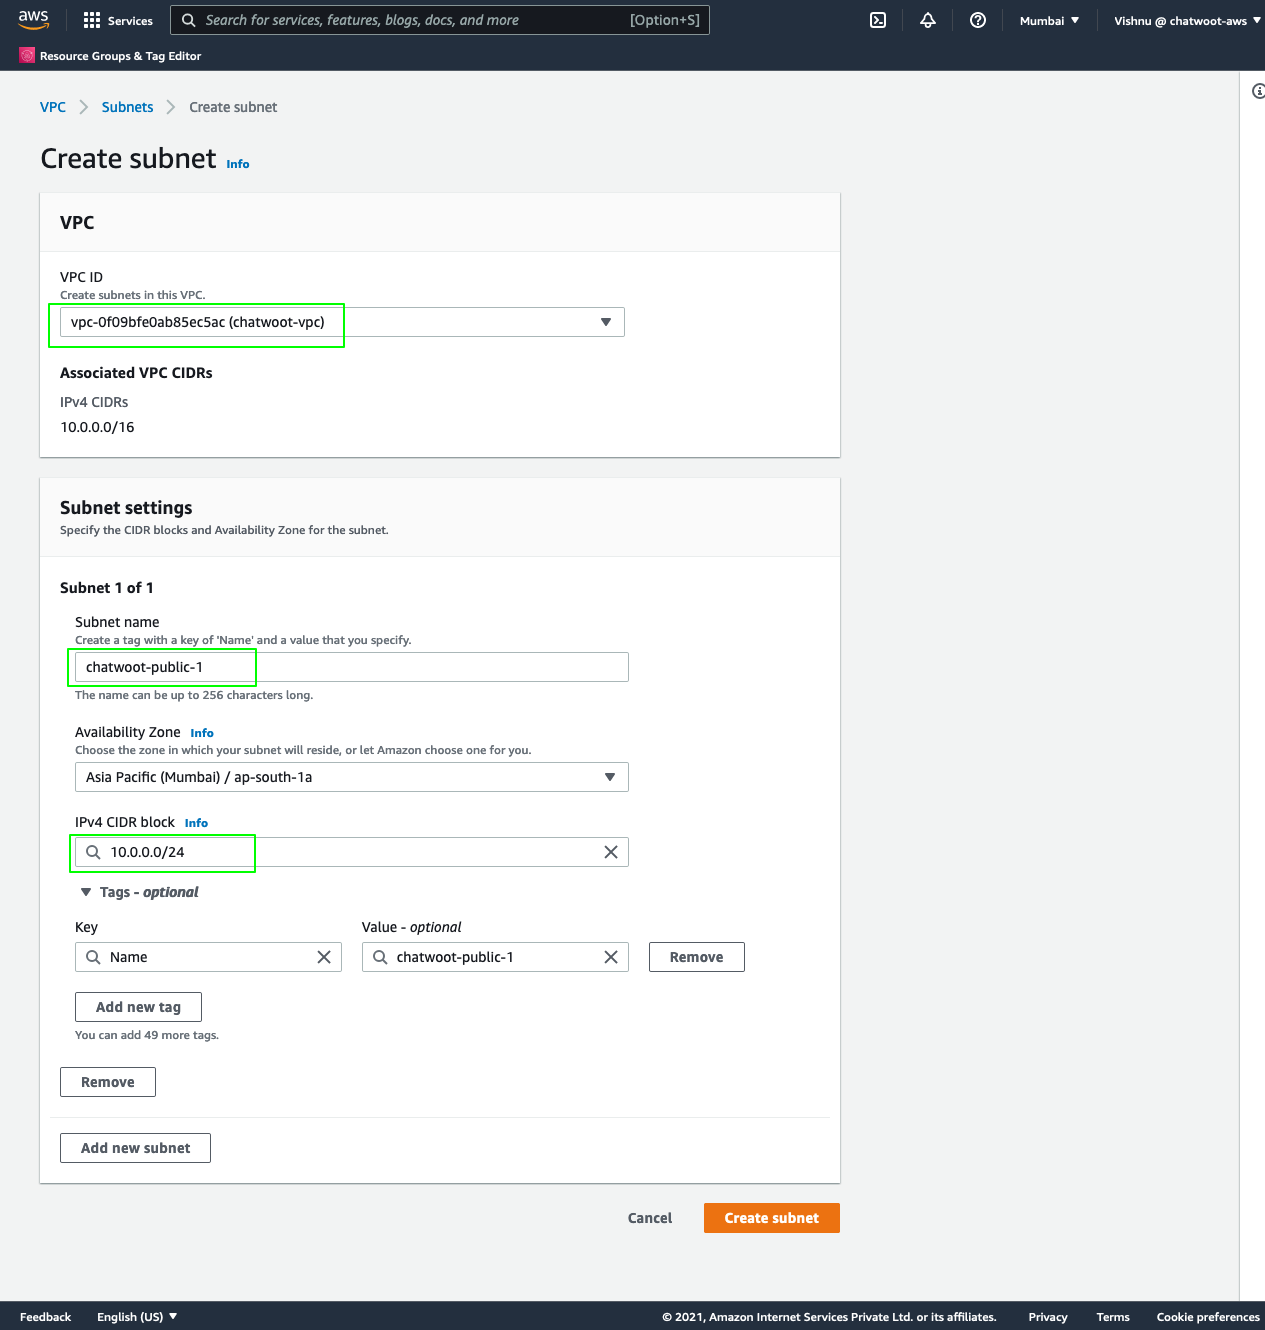 aws
Services
Search for services, features, blogs, docs, and more [Option+S]
Mumbai ▼
Vishnu @ chatwoot-aws ▼
Resource Groups & Tag Editor
VPC > Subnets > Create subnet
Create subnet Info
VPC
VPC ID
Create subnets in this VPC.
vpc-0f09bfe0ab85ec5ac (chatwoot-vpc)
Associated VPC CIDRs
IPv4 CIDRs
10.0.0.0/16
Subnet settings
Specify the CIDR blocks and Availability Zone for the subnet.
Subnet 1 of 1
Subnet name
Create a tag with a key of 'Name' and a value that you specify.
chatwoot-public-1
The name can be up to 256 characters long.
Availability Zone Info
Choose the zone in which your subnet will reside, or let Amazon choose one for you.
Asia Pacific (Mumbai) / ap-south-1a
IPv4 CIDR block Info
10.0.0.0/24
▼ Tags - optional
Key
Value - optional
Name
chatwoot-public-1
Remove
Add new tag
You can add 49 more tags.
Remove
Add new subnet
Cancel
Create subnet
Feedback
English (US) ▼
© 2021, Amazon Internet Services Private Ltd. or its affiliates.
Privacy
Terms
Cookie preferences